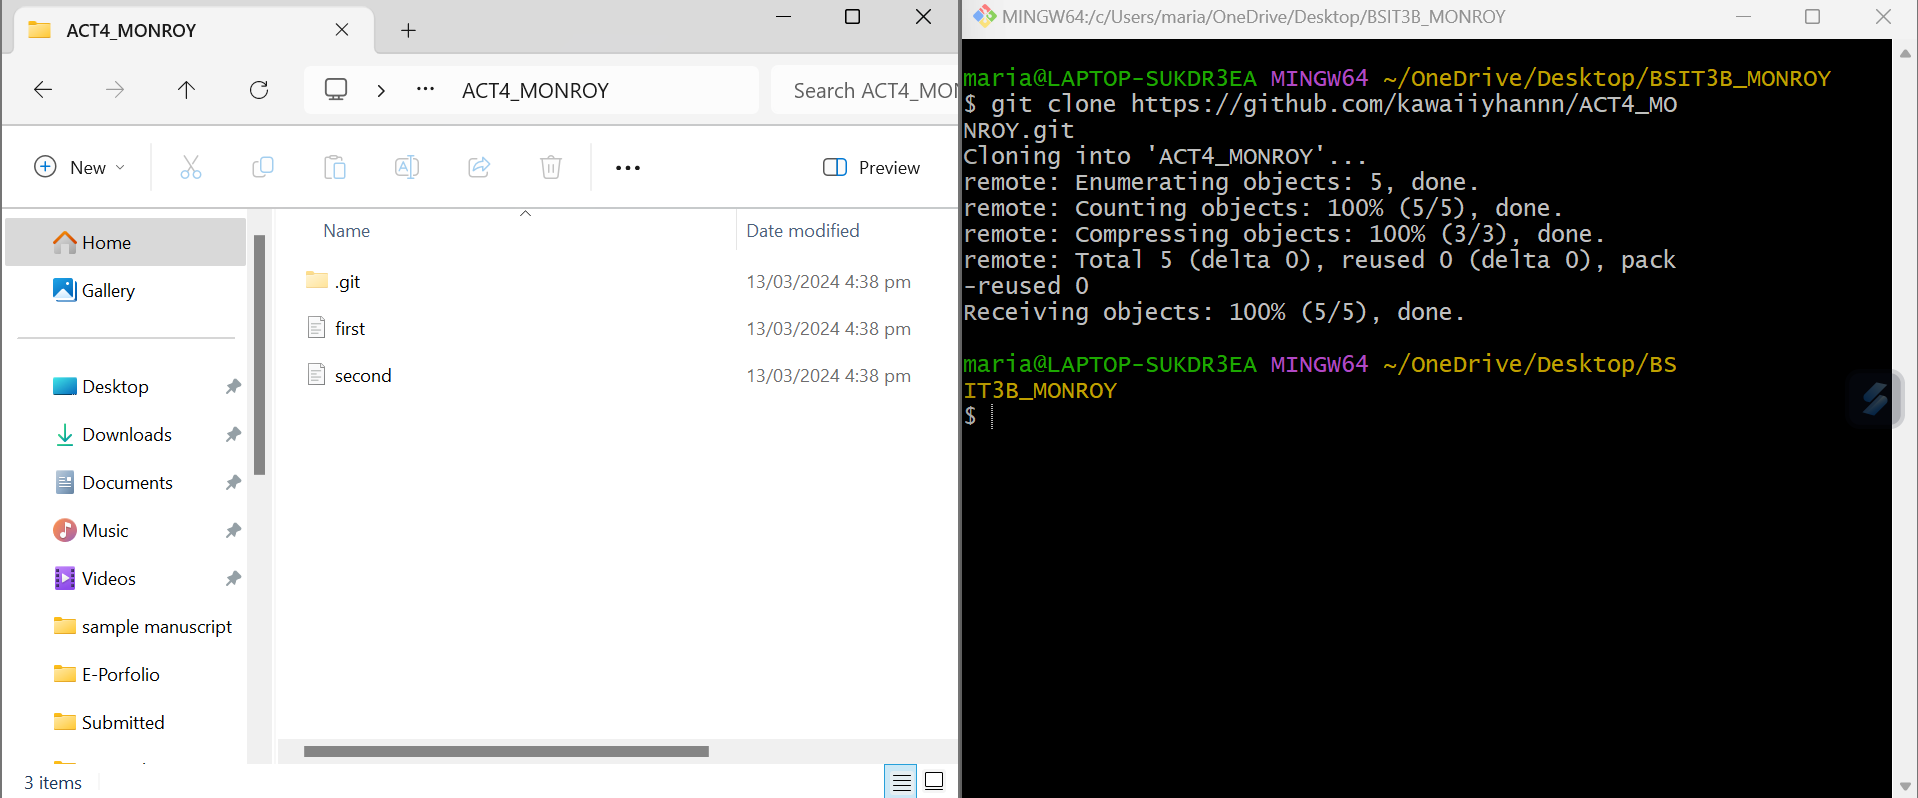 ACT4_MONROY
ACT4_MONROY
Search ACT4_MON
New
Preview
Name
Date modified
.git
13/03/2024 4:38 pm
first
13/03/2024 4:38 pm
second
13/03/2024 4:38 pm
Home
Gallery
Desktop
Downloads
Documents
Music
Videos
sample manuscript
E-Porfolio
Submitted
3 items
MINGW64:/c/Users/maria/OneDrive/Desktop/BSIT3B_MONROY
maria@LAPTOP-SUKDR3EA MINGW64 ~/OneDrive/Desktop/BSIT3B_MONROY
$ git clone https://github.com/kawaiiyhannn/ACT4_MO
NROY.git
Cloning into 'ACT4_MONROY'...
remote: Enumerating objects: 5, done.
remote: Counting objects: 100% (5/5), done.
remote: Compressing objects: 100% (3/3), done.
remote: Total 5 (delta 0), reused 0 (delta 0), pack
-reused 0
Receiving objects: 100% (5/5), done.
maria@LAPTOP-SUKDR3EA MINGW64 ~/OneDrive/Desktop/BS
IT3B_MONROY
$